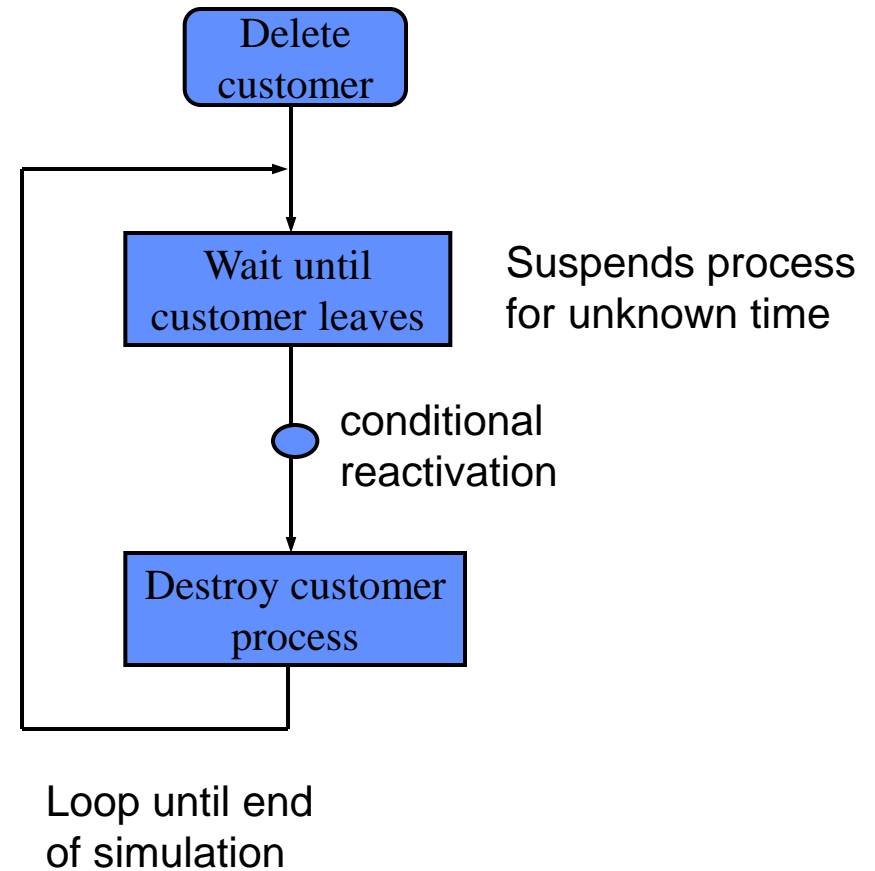 Delete
customer
Wait until
customer leaves
Suspends process
for unknown time
conditional
reactivation
Destroy customer
process
Loop until end
of simulation